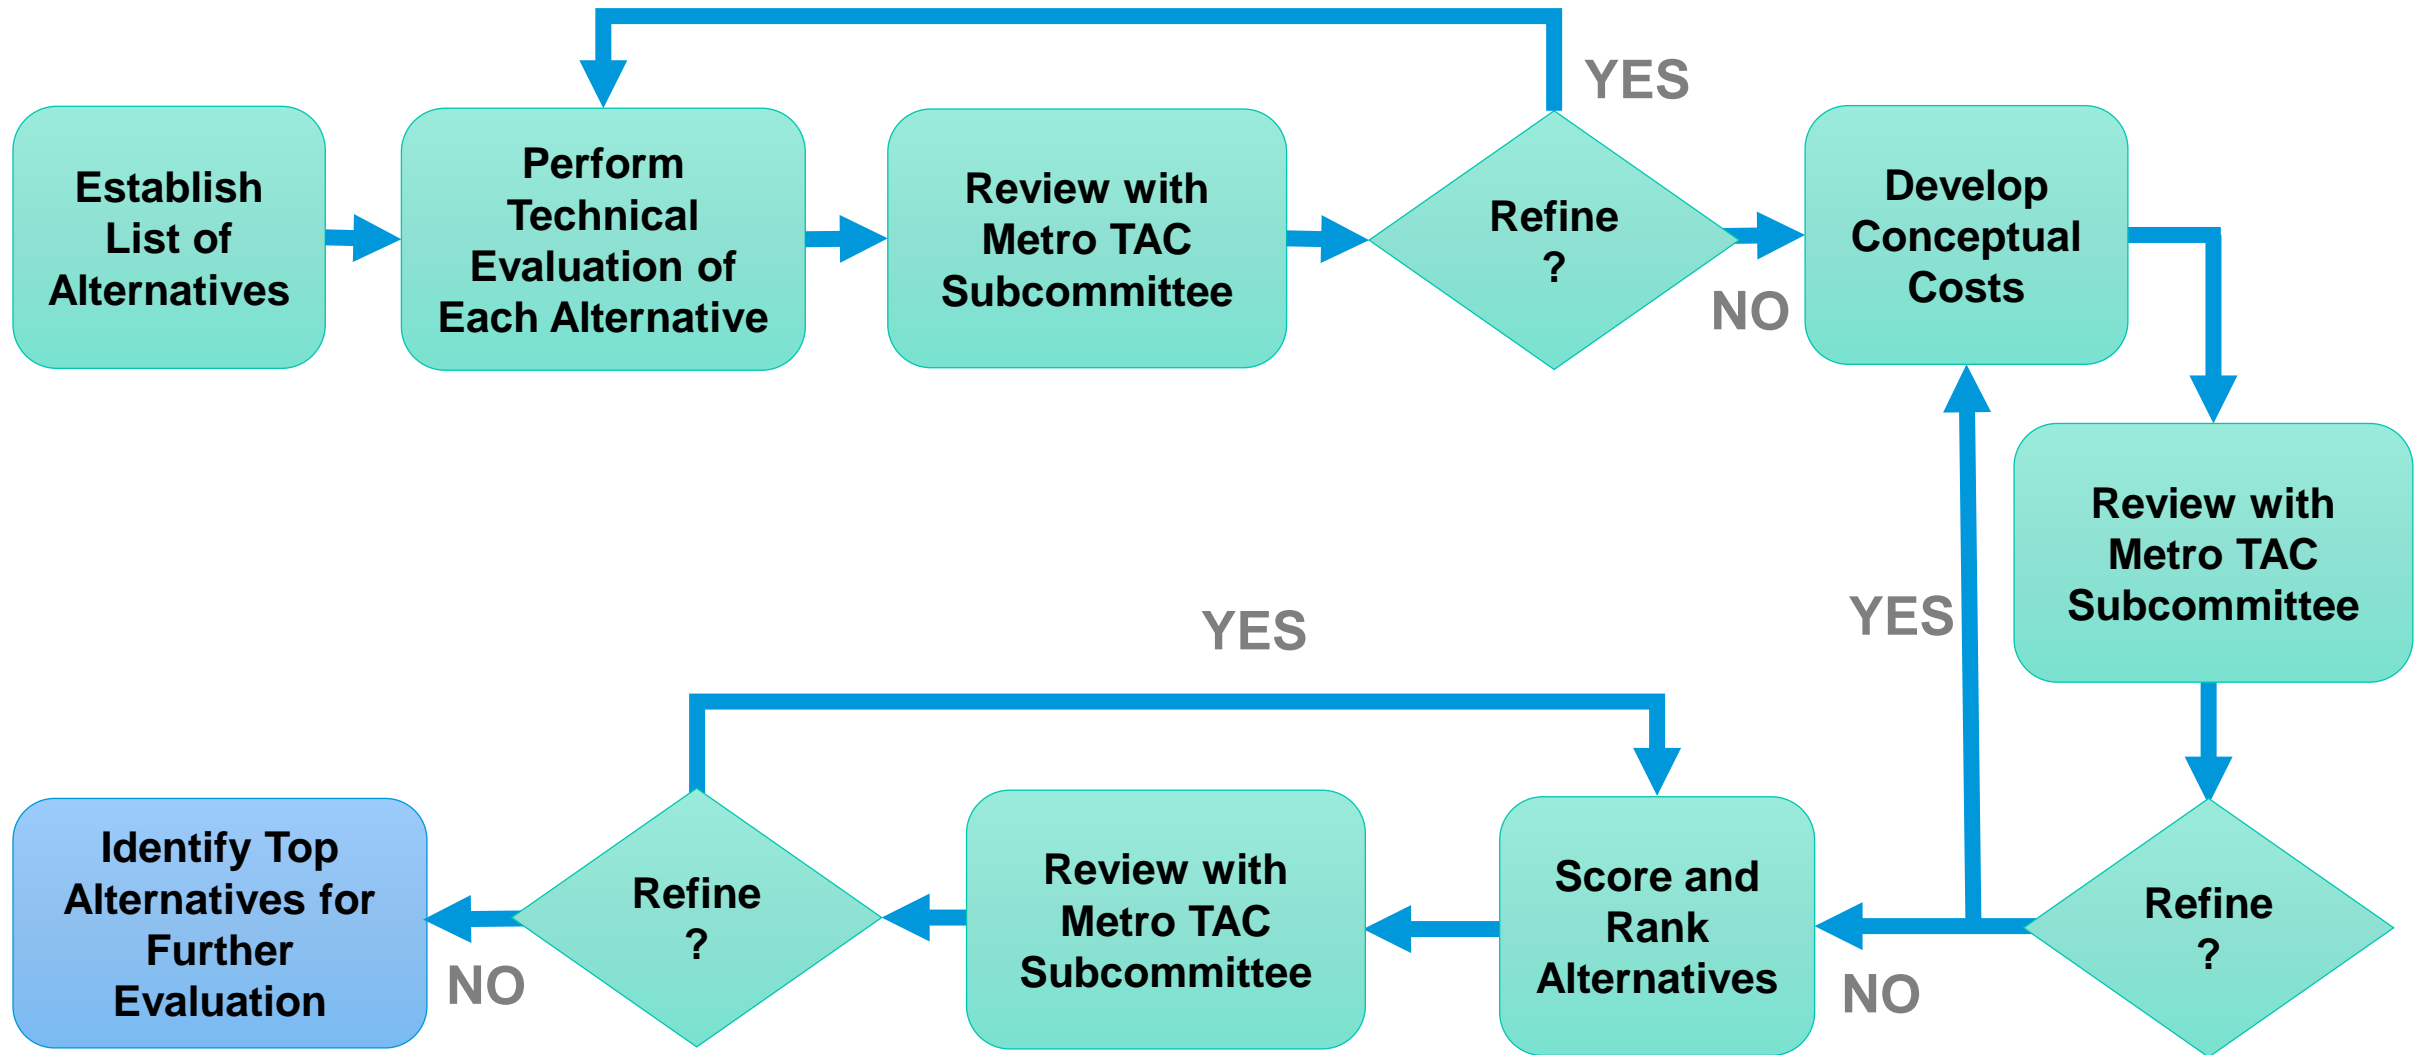 Establish
List of
Alternatives
Perform
Technical
Evaluation of
Each Alternative
Review with
Metro TAC
Subcommittee
Refine
?
YES
NO
Develop
Conceptual
Costs
Review with
Metro TAC
Subcommittee
Refine
?
YES
NO
Score and
Rank
Alternatives
Review with
Metro TAC
Subcommittee
Refine
?
YES
NO
Identify Top
Alternatives for
Further
Evaluation